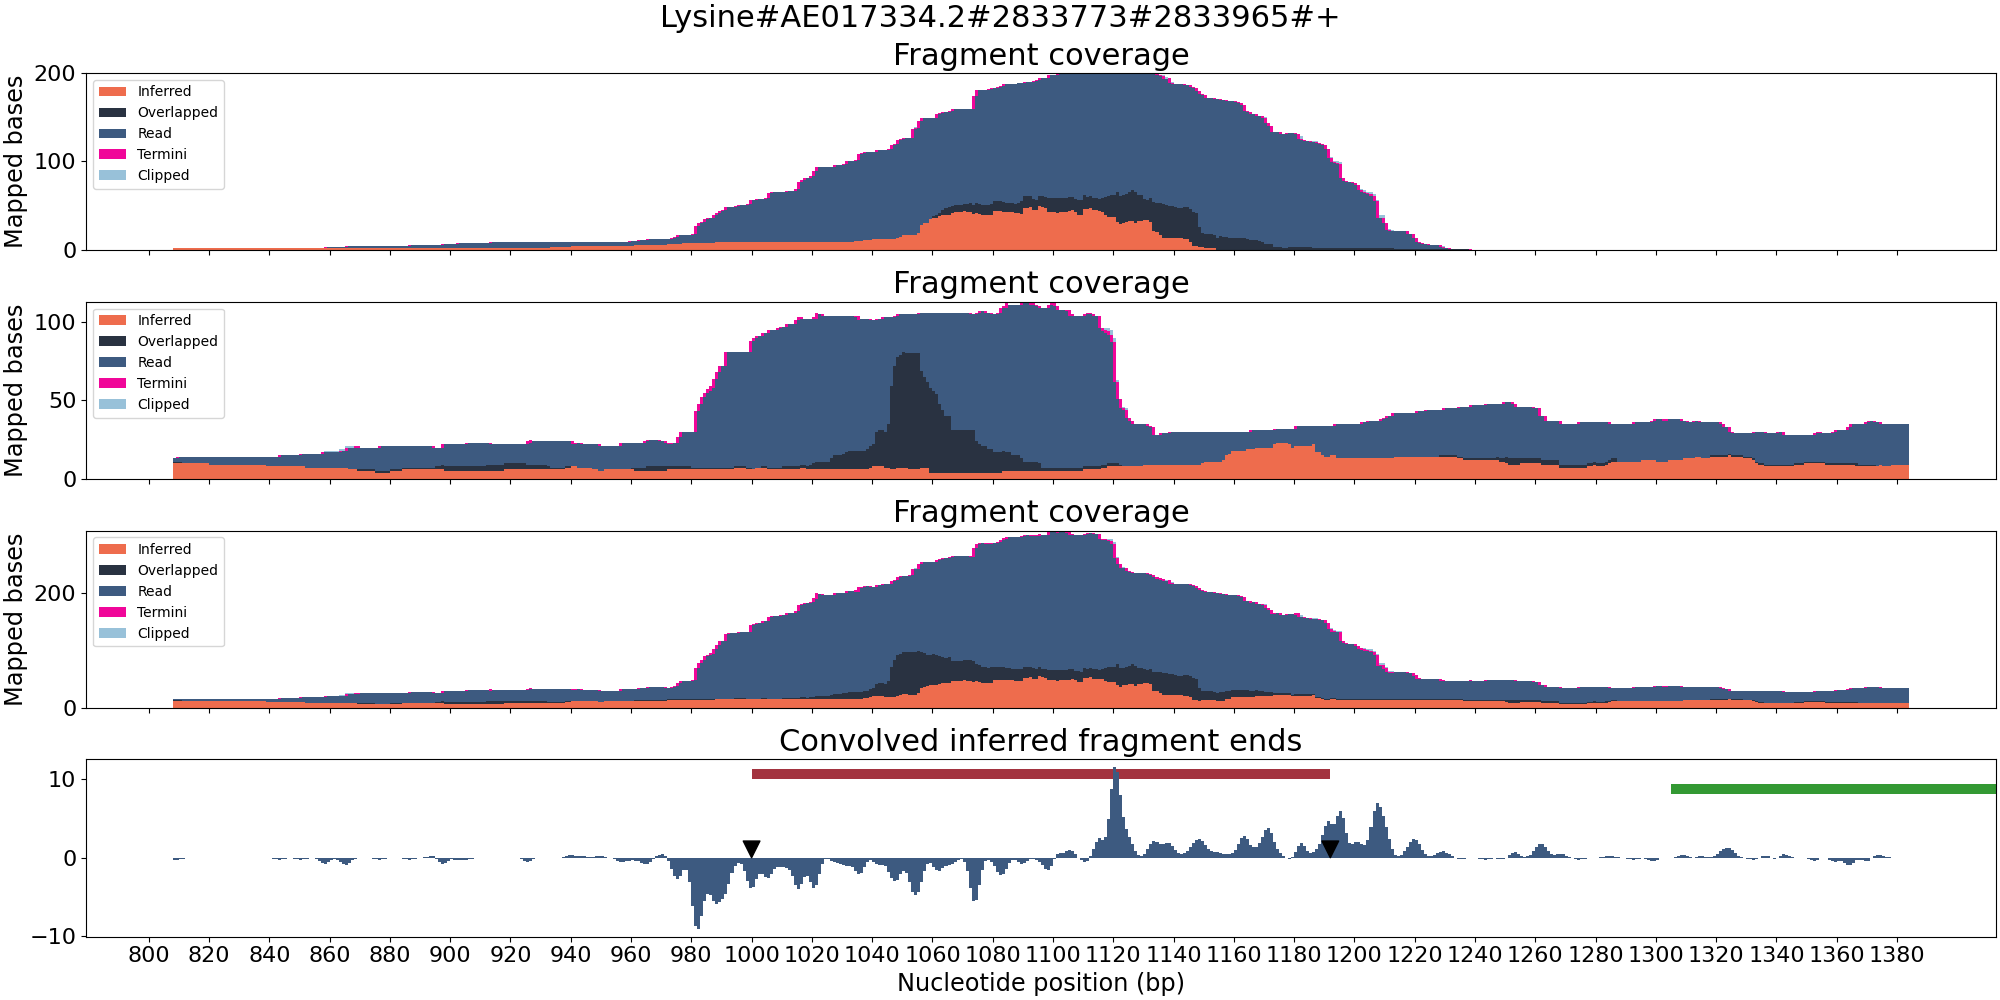 Lysine#AE017334.2#2833773#2833965#+
Fragment coverage
200
100
0
Mapped bases
Inferred
Overlapped
Read
Termini
Clipped
Fragment coverage
100
50
0
Mapped bases
Inferred
Overlapped
Read
Termini
Clipped
Fragment coverage
200
0
Mapped bases
Inferred
Overlapped
Read
Termini
Clipped
Convolved inferred fragment ends
10
0
−10
800 820 840 860 880 900 920 940 960 980 1000 1020 1040 1060 1080 1100 1120 1140 1160 1180 1200 1220 1240 1260 1280 1300 1320 1340 1360 1380
Nucleotide position (bp)